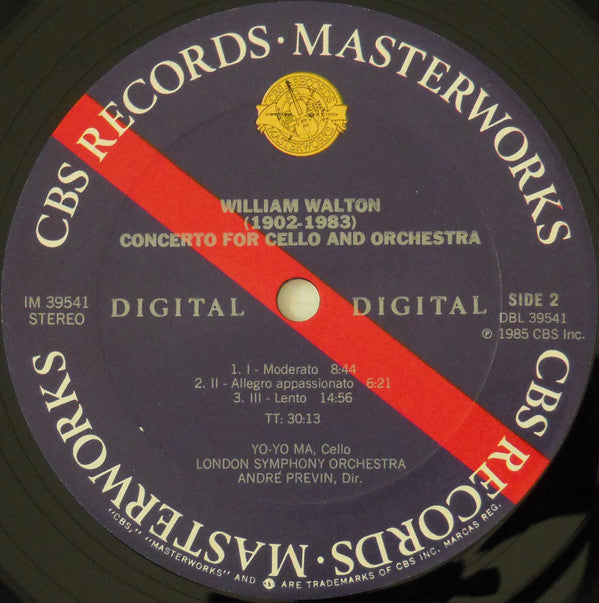 CBS RECORDS · MASTERWORKS
WILLIAM WALTON
(1902-1983)
CONCERTO FOR CELLO AND ORCHESTRA
IM 39541
STEREO
DIGITAL DIGITAL
SIDE 2
DBL 39541
℗ 1985 CBS Inc.
1. I - Moderato 8:44
2. II - Allegro appassionato 6:21
3. III - Lento 14:56
TT: 30:13
YO-YO MA, Cello
LONDON SYMPHONY ORCHESTRA
ANDRÉ PREVIN, Dir.
CBS RECORDS · MASTERWORKS
"CBS," "MASTERWORKS" AND ARE TRADEMARKS OF CBS INC. MARCAS REG.